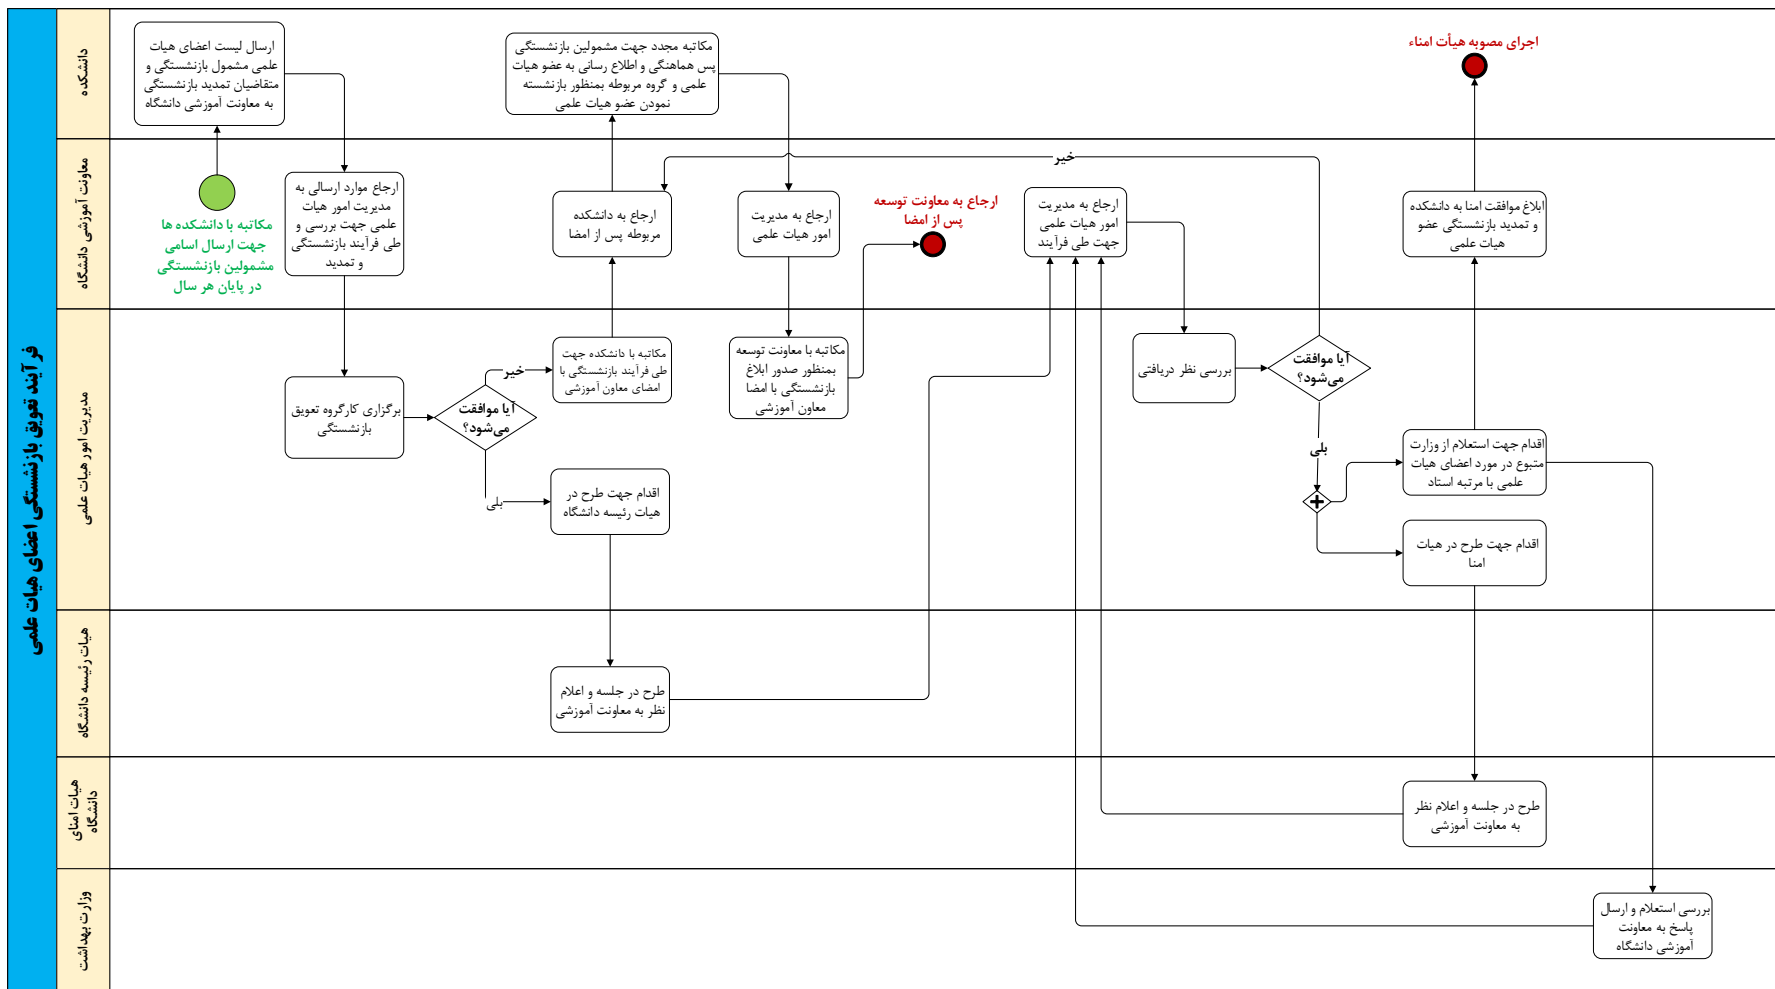 فرآیند تعویق بازنشستگی اعضای هیات علمی
دانشکده
ارسال لیست اعضای هیات
علمی مشمول بازنشستگی و
متقاضیان تمدید بازنشستگی
به معاونت آموزشی دانشگاه
مکاتبه مجدد جهت مشمولین بازنشستگی
پس هماهنگی و اطلاع رسانی به عضو هیات
علمی و گروه مربوطه بمنظور بازنشسته
نمودن عضو هیات علمی
اجرای مصوبه هیأت امناء
معاونت آموزشی دانشگاه
مکاتبه با دانشکده ها
جهت ارسال اسامی
مشمولین بازنشستگی
در پایان هر سال
ارجاع موارد ارسالی به
مدیریت امور هیات
علمی جهت بررسی و
طی فرآیند بازنشستگی
و تمدید
ارجاع به دانشکده
مربوطه پس از امضا
ارجاع به مدیریت
امور هیات علمی
ارجاع به معاونت توسعه
پس از امضا
ارجاع به مدیریت
امور هیات علمی
جهت طی فرآیند
خیر
ابلاغ موافقت امنا به دانشکده
و تمدید بازنشستگی عضو
هیات علمی
مدیریت امور هیات علمی
برگزاری کارگروه تعویق
بازنشستگی
آیا موافقت
می‌شود؟
خیر
بلی
مکاتبه با دانشکده جهت
طی فرآیند بازنشستگی با
امضای معاون آموزشی
اقدام جهت طرح در
هیات رئیسه دانشگاه
مکاتبه با معاونت توسعه
بمنظور صدور ابلاغ
بازنشستگی با امضا
معاون آموزشی
بررسی نظر دریافتی
آیا موافقت
می‌شود؟
بلی
اقدام جهت استعلام از وزارت
متبوع در مورد اعضای هیات
علمی با مرتبه استاد
اقدام جهت طرح در هیات
امنا
هیات رئیسه دانشگاه
طرح در جلسه و اعلام
نظر به معاونت آموزشی
هیات امنای
دانشگاه
طرح در جلسه و اعلام نظر
به معاونت آموزشی
وزارت بهداشت
بررسی استعلام و ارسال
پاسخ به معاونت
آموزشی دانشگاه